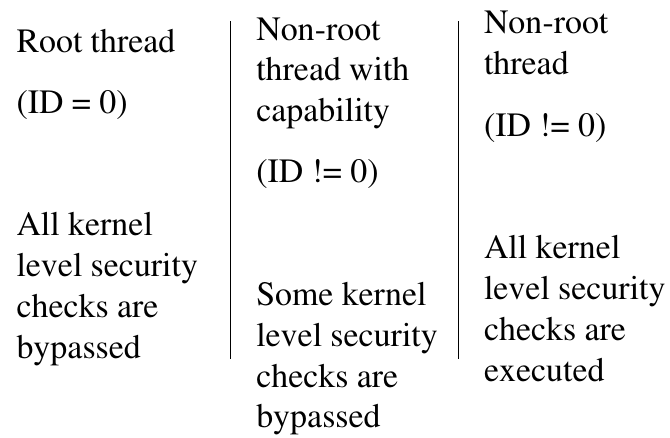 Root thread
(ID = 0)
All kernel
level security
checks are
bypassed
Non-root
thread with
capability
(ID != 0)
Some kernel
level security
checks are
bypassed
Non-root
thread
(ID != 0)
All kernel
level security
checks are
executed